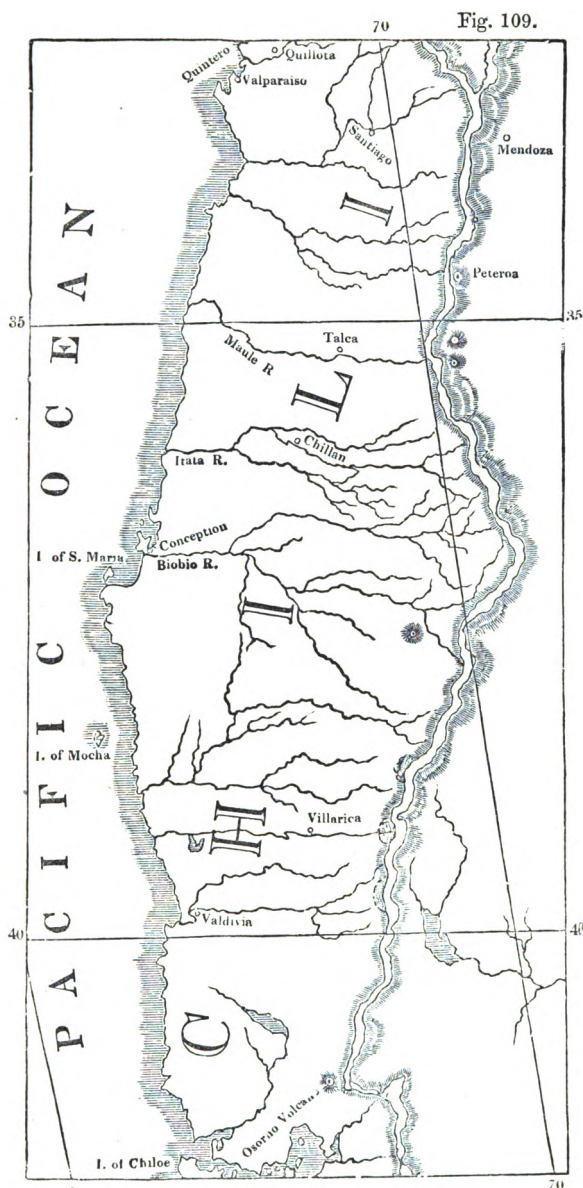 Fig. 109.
70
Quintero
Quillota
Valparaiso
Santiago
Mendoza
Peteroa
35
35
Talca
Maule R
Chillan
Itata R.
Conception
I of S. Maria
Biobio R.
I. of Mocha
Villarica
Valdivia
40
40
Osorno Volcan
I. of Chiloe
70
PACIFIC OCEAN
CHILI